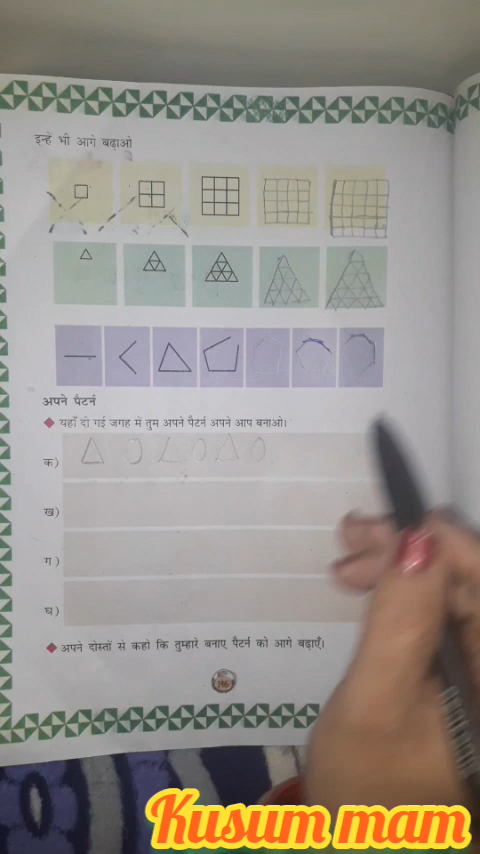 इन्हें भी आगे बढ़ाओ
अपने पैटर्न
यहाँ दी गई जगह में तुम अपने पैटर्न अपने आप बनाओ।
क)
ख)
ग)
घ)
अपने दोस्तों से कहो कि तुम्हारे बनाए पैटर्न को आगे बढ़ाएँ।
146
Kusum mam